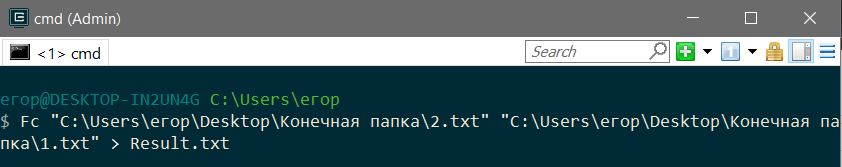 cmd (Admin)
<1> cmd
Search
егор@DESKTOP-IN2UN4G C:\Users\егор
$ Fc "C:\Users\егор\Desktop\Конечная папка\2.txt" "C:\Users\егор\Desktop\Конечная па
пка\1.txt" > Result.txt